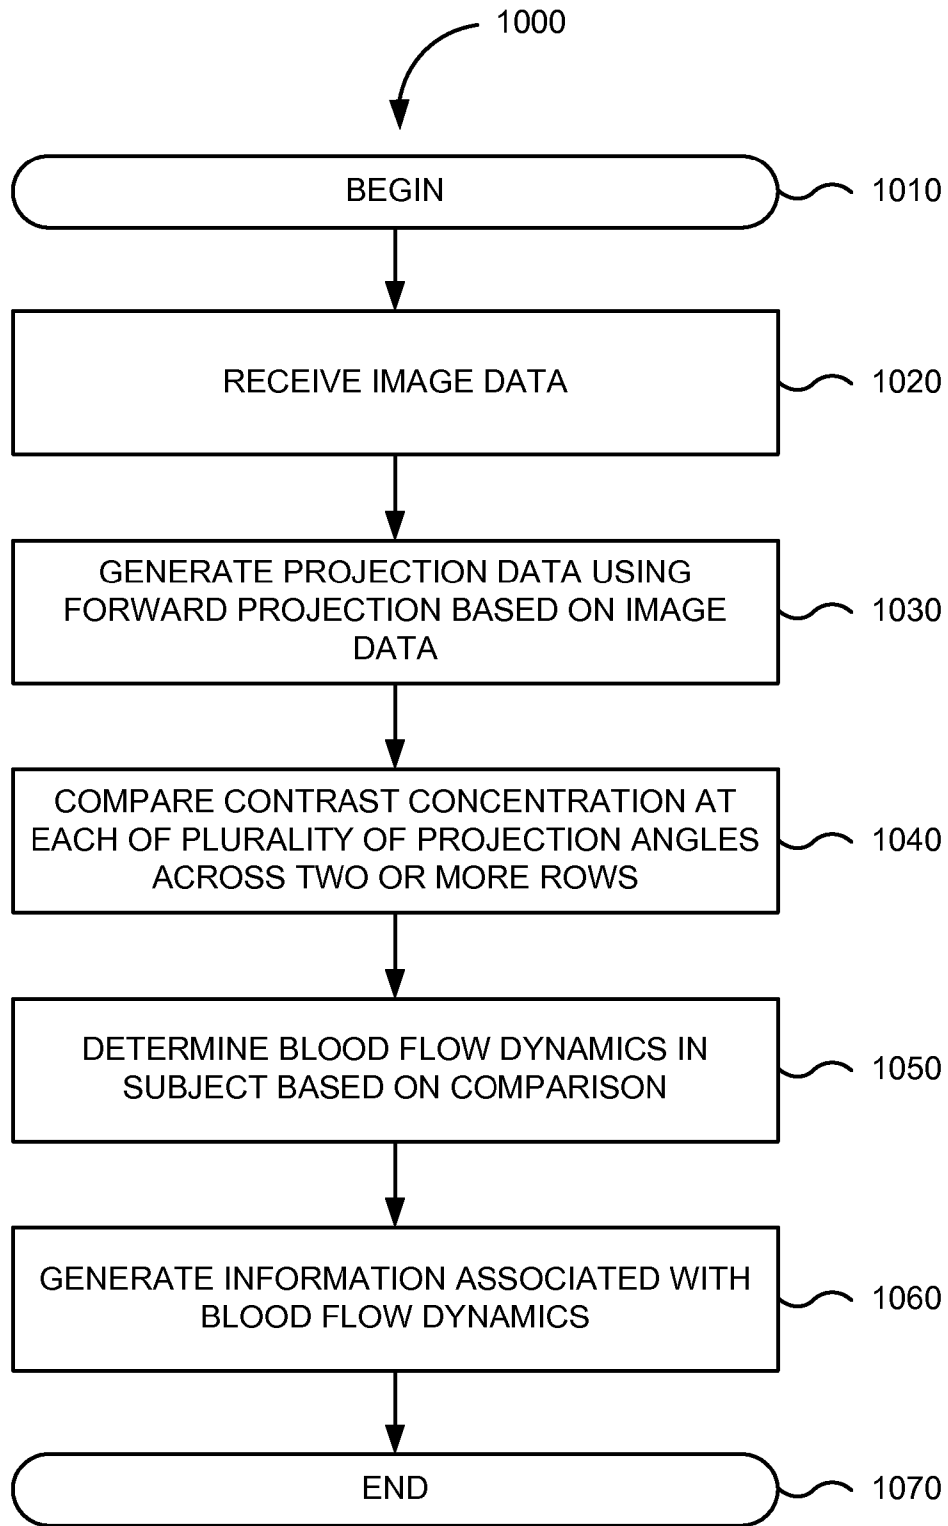 1000
BEGIN
1010
RECEIVE IMAGE DATA
1020
GENERATE PROJECTION DATA USING
FORWARD PROJECTION BASED ON IMAGE
DATA
1030
COMPARE CONTRAST CONCENTRATION AT
EACH OF PLURALITY OF PROJECTION ANGLES
ACROSS TWO OR MORE ROWS
1040
DETERMINE BLOOD FLOW DYNAMICS IN
SUBJECT BASED ON COMPARISON
1050
GENERATE INFORMATION ASSOCIATED WITH
BLOOD FLOW DYNAMICS
1060
END
1070